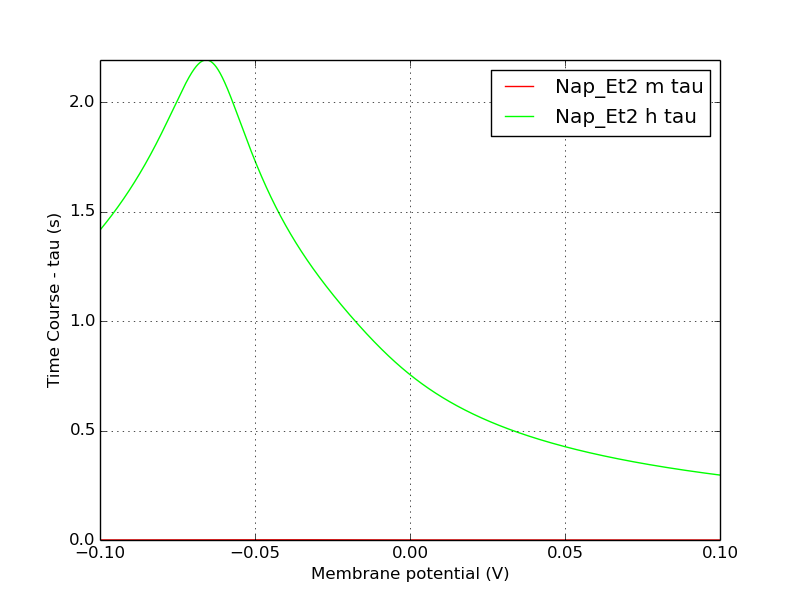 Nap_Et2 m tau
Nap_Et2 h tau
Time Course - tau (s)
2.0
1.5
1.0
0.5
0.0
−0.10 −0.05 0.00 0.05 0.10
Membrane potential (V)